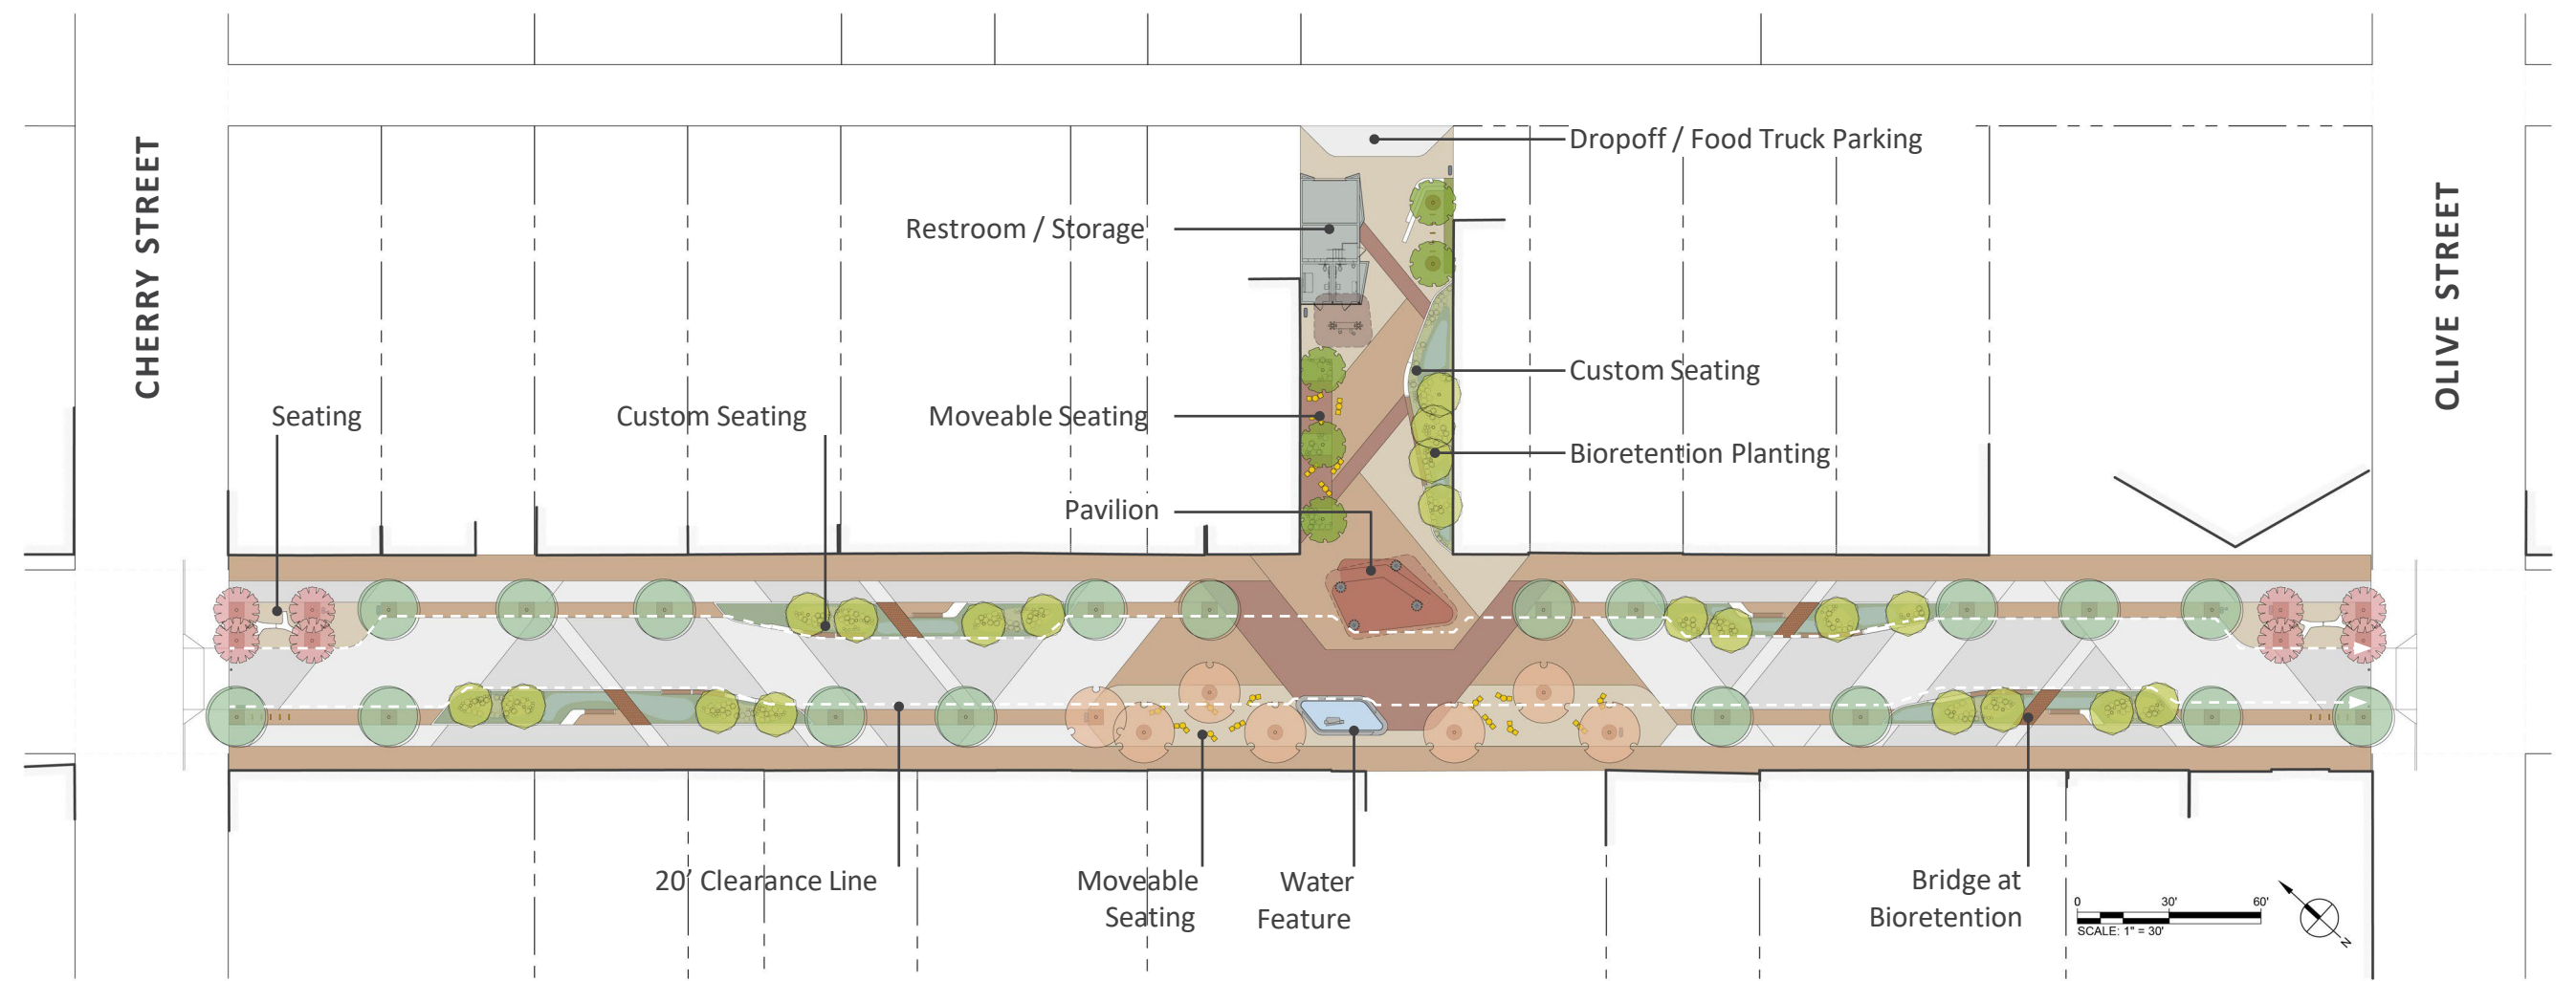 CHERRY STREET
OLIVE STREET
Dropoff / Food Truck Parking
Restroom / Storage
Custom Seating
Seating
Custom Seating
Moveable Seating
Bioretention Planting
Pavilion
20' Clearance Line
Moveable
Seating
Water
Feature
Bridge at
Bioretention
0 30' 60'
SCALE: 1" = 30'
N